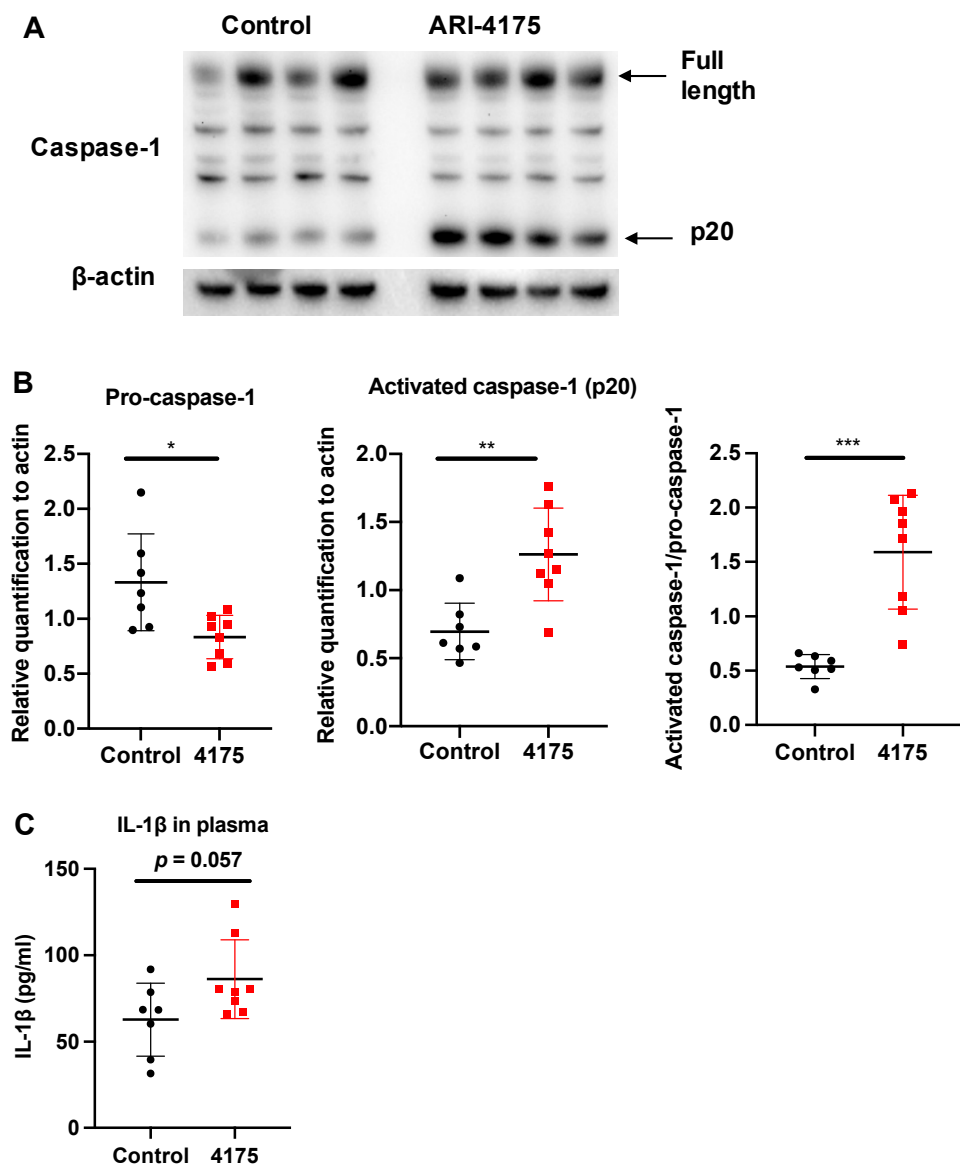 A
Control
ARI-4175
Full
length
Caspase-1
p20
β-actin
B
Pro-caspase-1
*
Relative quantification to actin
2.5
2.0
1.5
1.0
0.5
0.0
Control
4175
Activated caspase-1 (p20)
**
Relative quantification to actin
2.0
1.5
1.0
0.5
0.0
Control
4175
***
Activated caspase-1/pro-caspase-1
2.5
2.0
1.5
1.0
0.5
0.0
Control
4175
C
IL-1β in plasma
p = 0.057
IL-1β (pg/ml)
150
100
50
0
Control
4175